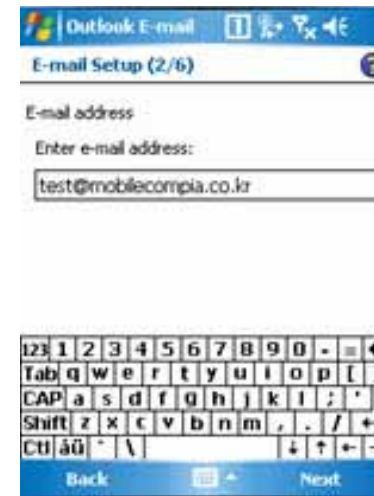 Outlook E-mail
E-mail Setup (2/6)
E-mail address
Enter e-mail address:
test@mobilecompia.co.kr
123 1 2 3 4 5 6 7 8 9 0 - =
Tab q w e r t y u i o p [
CAP a s d f g h j k l ; '
Shift z x c v b n m , . /
Ctl áü ` \
Back Next